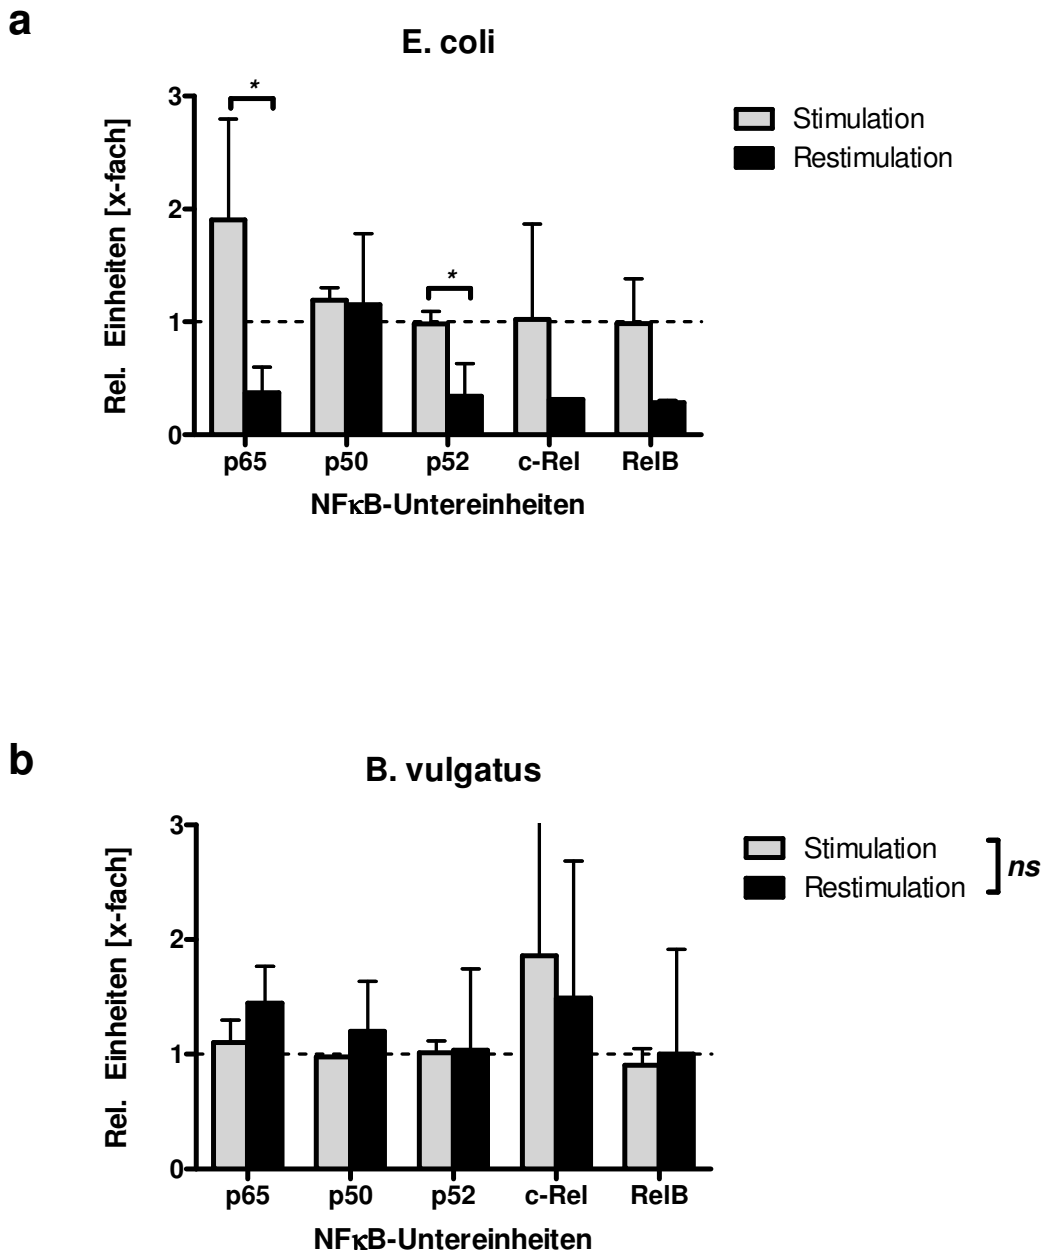 a
E. coli
*
3
2
1
0
Rel. Einheiten [x-fach]
*
Stimulation
Restimulation
p65 p50 p52 c-Rel RelB
NFκB-Untereinheiten
b
B. vulgatus
3
2
1
0
Rel. Einheiten [x-fach]
Stimulation
Restimulation
ns
p65 p50 p52 c-Rel RelB
NFκB-Untereinheiten